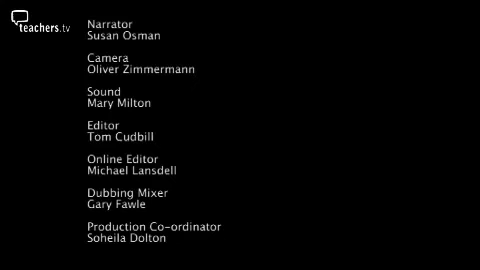 teachers.tv
Narrator
Susan Osman
Camera
Oliver Zimmermann
Sound
Mary Milton
Editor
Tom Cudbill
Online Editor
Michael Lansdell
Dubbing Mixer
Gary Fawle
Production Co-ordinator
Soheila Dolton